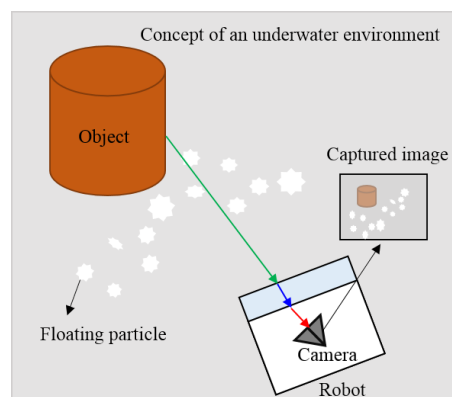 Concept of an underwater environment
Object
Captured image
Floating particle
Camera
Robot